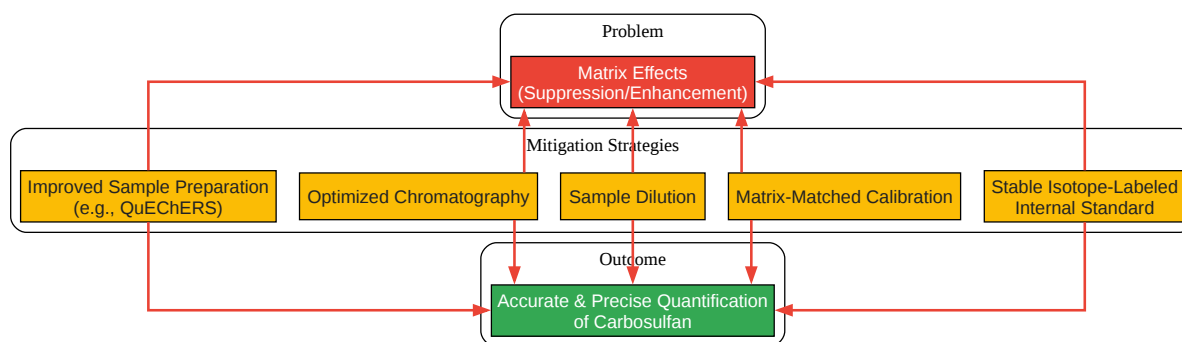 Problem
Matrix Effects
(Suppression/Enhancement)
Mitigation Strategies
Improved Sample Preparation
(e.g., QuEChERS)
Optimized Chromatography
Sample Dilution
Matrix-Matched Calibration
Stable Isotope-Labeled
Internal Standard
Outcome
Accurate & Precise Quantification
of Carbosulfan